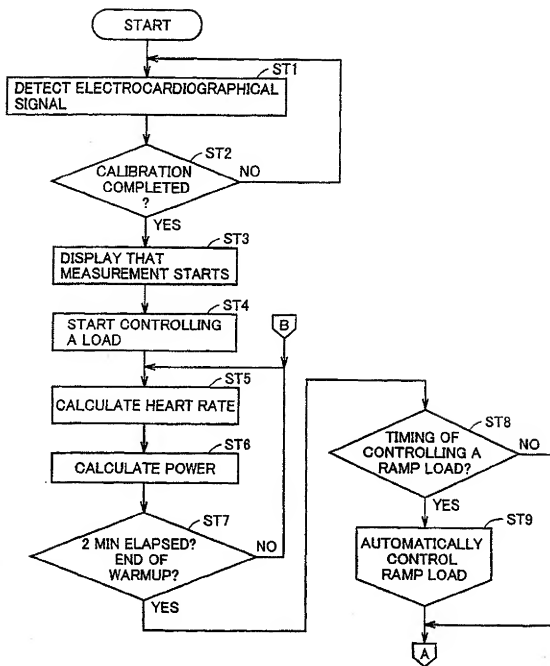 START
ST1
DETECT ELECTROCARDIOGRAPHICAL
SIGNAL
ST2
CALIBRATION
COMPLETED
?
NO
YES
ST3
DISPLAY THAT
MEASUREMENT STARTS
ST4
START CONTROLLING
A LOAD
B
ST5
CALCULATE HEART RATE
ST6
CALCULATE POWER
ST7
2 MIN ELAPSED?
END OF
WARMUP?
NO
YES
ST8
TIMING OF
CONTROLLING A
RAMP LOAD?
NO
YES
ST9
AUTOMATICALLY
CONTROL
RAMP LOAD
A